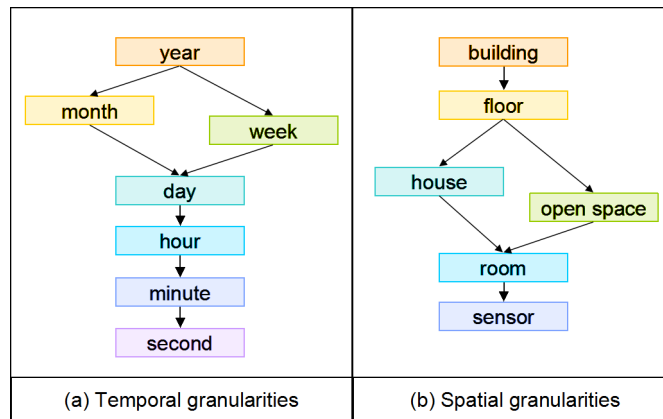 year
month
week
day
hour
minute
second
(a) Temporal granularities
building
floor
house
open space
room
sensor
(b) Spatial granularities